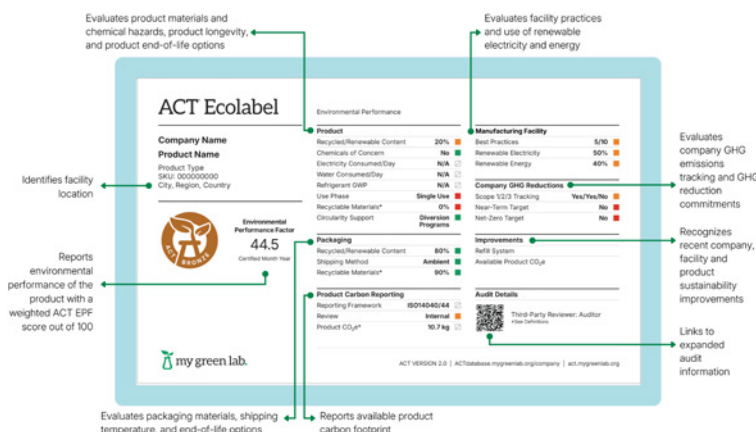 Evaluates product materials and
chemical hazards, product longevity,
and product end-of-life options
Evaluates facility practices
and use of renewable
electricity and energy
ACT Ecolabel
Company Name
Product Name
Product Type
SKU: 000000000
City, Region, Country
Identifies facility
location
ACT BRONZE
Environmental
Performance Factor
44.5
Certified Month Year
Reports
environmental
performance of the
product with a
weighted ACT EPF
score out of 100
my green lab.
Environmental Performance
Product
Recycled/Renewable Content 20%
Chemicals of Concern No
Electricity Consumed/Day N/A
Water Consumed/Day N/A
Refrigerant GWP N/A
Use Phase Single Use
Recyclable Materials* 0%
Circularity Support Diversion
Programs
Packaging
Recycled/Renewable Content 80%
Shipping Method Ambient
Recyclable Materials* 90%
Product Carbon Reporting
Reporting Framework ISO14040/44
Review Internal
Product CO₂e* 10.7 kg
Manufacturing Facility
Best Practices 5/10
Renewable Electricity 50%
Renewable Energy 40%
Company GHG Reductions
Scope 1/2/3 Tracking Yes/Yes/No
Near-Term Target No
Net-Zero Target No
Improvements
Refill System
Available Product CO₂e
Audit Details
Third-Party Reviewer: Auditor
*See Definitions
ACT VERSION 2.0 | ACTdatabase.mygreenlab.org/company | act.mygreenlab.org
Evaluates
company GHG
emissions
tracking and GHG
reduction
commitments
Recognizes
recent company,
facility and
product
sustainability
improvements
Links to
expanded
audit
information
Evaluates packaging materials, shipping
temperature, and end-of-life options
Reports available product
carbon footprint